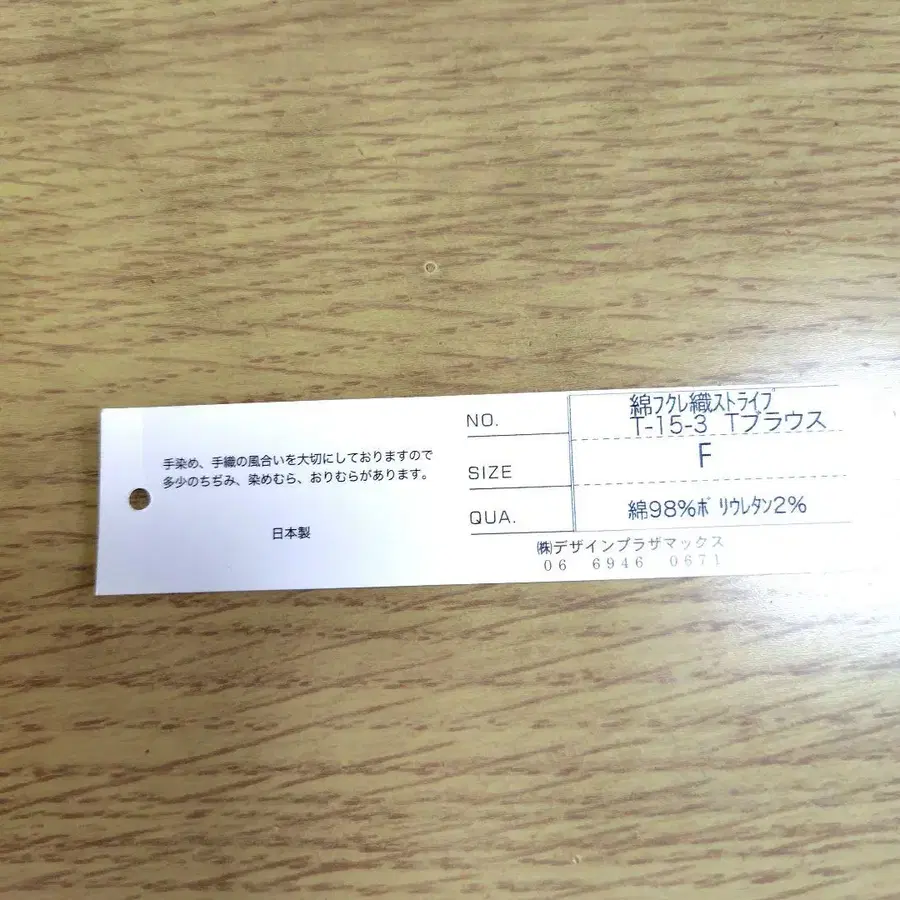 手染め、手織の風合いを大切にしておりますので
多少のちぢみ、染めむら、おりむらがあります。
日本製
NO. 綿フクレ織ストライプ
T-15-3 Tブラウス
SIZE F
QUA. 綿98%ポリウレタン2%
㈱デザインプラザマックス
06 6946 0671